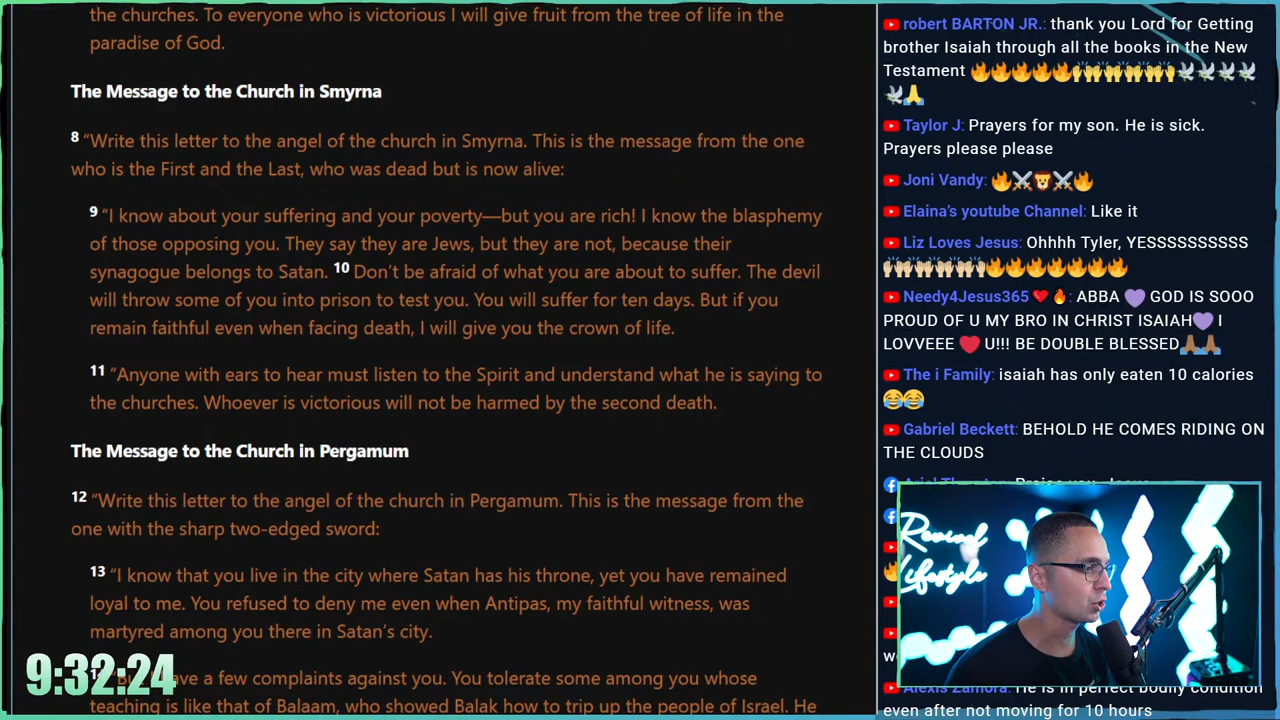 the churches. To everyone who is victorious I will give fruit from the tree of life in the
paradise of God.
The Message to the Church in Smyrna
8 “Write this letter to the angel of the church in Smyrna. This is the message from the one
who is the First and the Last, who was dead but is now alive:
9 “I know about your suffering and your poverty—but you are rich! I know the blasphemy
of those opposing you. They say they are Jews, but they are not, because their
synagogue belongs to Satan. 10 Don’t be afraid of what you are about to suffer. The devil
will throw some of you into prison to test you. You will suffer for ten days. But if you
remain faithful even when facing death, I will give you the crown of life.
11 “Anyone with ears to hear must listen to the Spirit and understand what he is saying to
the churches. Whoever is victorious will not be harmed by the second death.
The Message to the Church in Pergamum
12 “Write this letter to the angel of the church in Pergamum. This is the message from the
one with the sharp two-edged sword:
13 “I know that you live in the city where Satan has his throne, yet you have remained
loyal to me. You refused to deny me even when Antipas, my faithful witness, was
martyred among you there in Satan’s city.
a few complaints against you. You tolerate some among you whose
teaching is like that of Balaam, who showed Balak how to trip up the people of Israel. He
9:32:24
robert BARTON JR.: thank you Lord for Getting
brother Isaiah through all the books in the New
Testament 🔥🔥🔥🔥🔥🙌🙌🙌🙌🙌🕊🕊🕊🕊
🕊🙏
Taylor J: Prayers for my son. He is sick.
Prayers please please
Joni Vandy: 🔥⚔🦁⚔🔥
Elaina’s youtube Channel: Like it
Liz Loves Jesus: Ohhhh Tyler, YESSSSSSSSSS
🙌🏼🙌🏼🙌🏼🙌🏼🙌🏼🔥🔥🔥🔥🔥🔥🔥
Needy4Jesus365 ❤🔥: ABBA 💜 GOD IS SOOO
PROUD OF U MY BRO IN CHRIST ISAIAH💜 I
LOVVEEE ❤ U!!! BE DOUBLE BLESSED🙏🏾🙏🏾
The i Family: isaiah has only eaten 10 calories
😂😂
Gabriel Beckett: BEHOLD HE COMES RIDING ON
THE CLOUDS
Revival
Lifestyle
Alexis Zamora: He is in perfect bodily condition
even after not moving for 10 hours